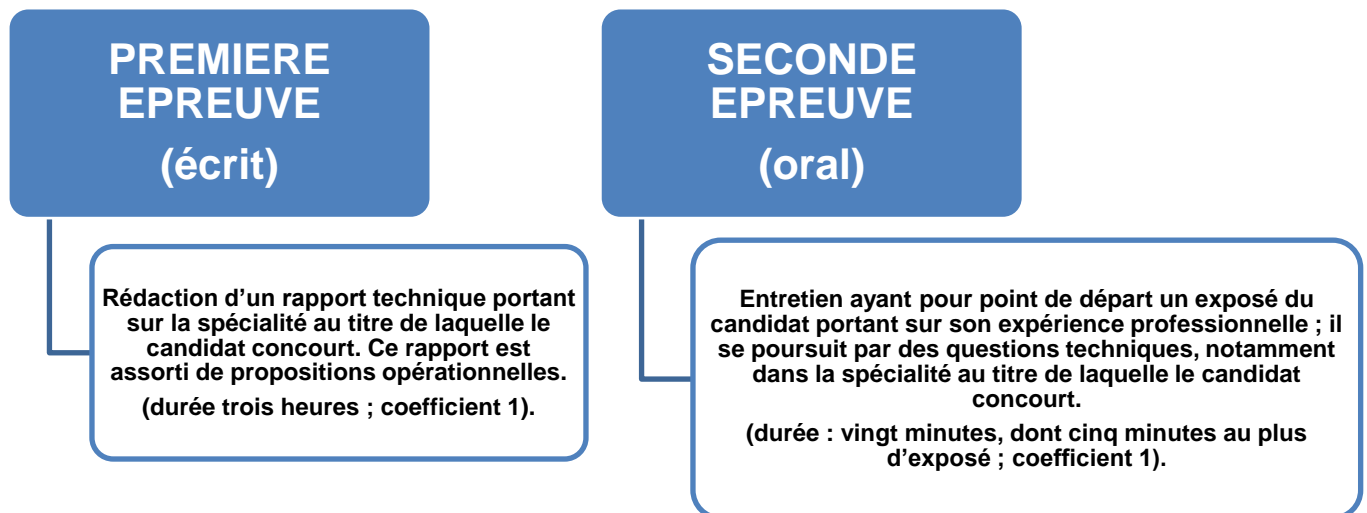 PREMIERE
EPREUVE
(écrit)
Rédaction d'un rapport technique portant
sur la spécialité au titre de laquelle le
candidat concourt. Ce rapport est
assorti de propositions opérationnelles.
(durée trois heures ; coefficient 1).
SECONDE
EPREUVE
(oral)
Entretien ayant pour point de départ un exposé du
candidat portant sur son expérience professionnelle ; il
se poursuit par des questions techniques, notamment
dans la spécialité au titre de laquelle le candidat
concourt.
(durée : vingt minutes, dont cinq minutes au plus
d'exposé ; coefficient 1).